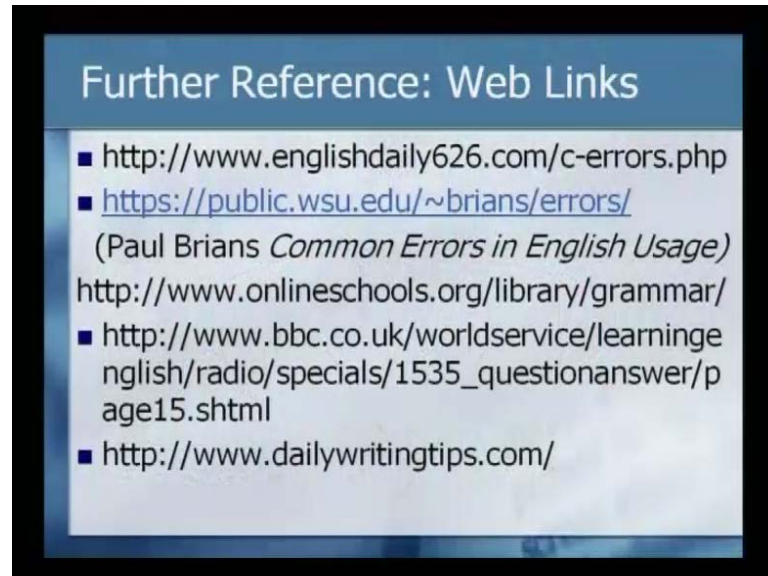 Further Reference: Web Links
http://www.englishdaily626.com/c-errors.php
https://public.wsu.edu/~brians/errors/
(Paul Brians Common Errors in English Usage)
http://www.onlineschools.org/library/grammar/
http://www.bbc.co.uk/worldservice/learninge
nglish/radio/specials/1535_questionanswer/p
age15.shtml
http://www.dailywritingtips.com/